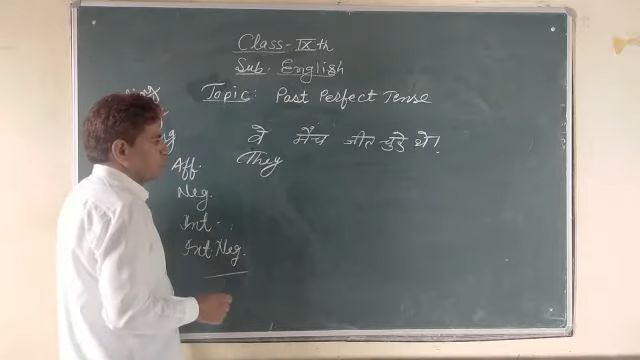 Class-IXth
Sub- English
Topic: Past Perfect Tense
वे मैच जीत चुके थे।
They
Aff.
Neg.
Int.
Int. Neg.